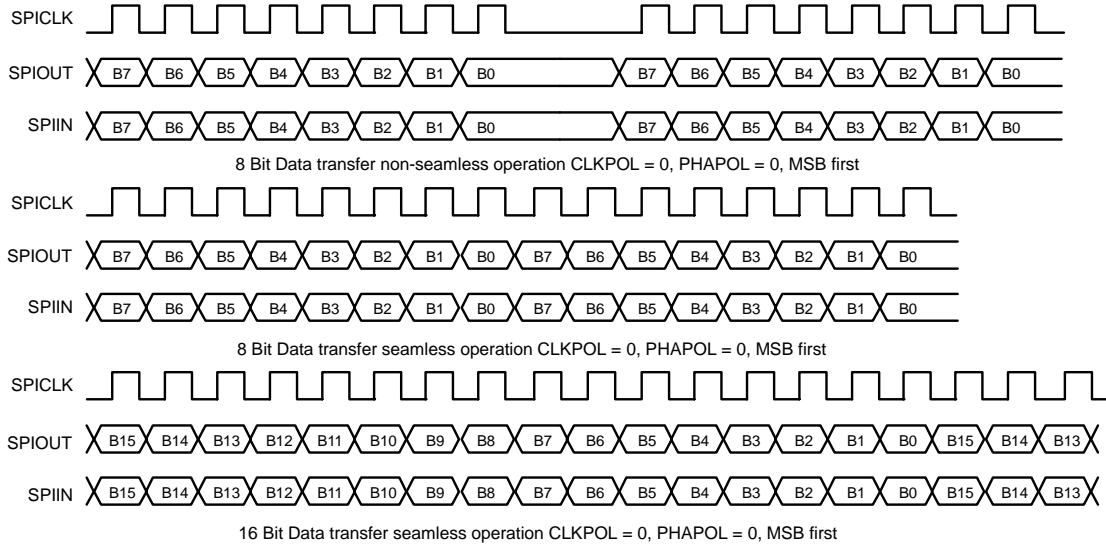 SPICLK
SPIOUT B7 B6 B5 B4 B3 B2 B1 B0 B7 B6 B5 B4 B3 B2 B1 B0
SPIIN B7 B6 B5 B4 B3 B2 B1 B0 B7 B6 B5 B4 B3 B2 B1 B0
8 Bit Data transfer non-seamless operation CLKPOL = 0, PHAPOL = 0, MSB first
SPICLK
SPIOUT B7 B6 B5 B4 B3 B2 B1 B0 B7 B6 B5 B4 B3 B2 B1 B0
SPIIN B7 B6 B5 B4 B3 B2 B1 B0 B7 B6 B5 B4 B3 B2 B1 B0
8 Bit Data transfer seamless operation CLKPOL = 0, PHAPOL = 0, MSB first
SPICLK
SPIOUT B15 B14 B13 B12 B11 B10 B9 B8 B7 B6 B5 B4 B3 B2 B1 B0 B15 B14 B13
SPIIN B15 B14 B13 B12 B11 B10 B9 B8 B7 B6 B5 B4 B3 B2 B1 B0 B15 B14 B13
16 Bit Data transfer seamless operation CLKPOL = 0, PHAPOL = 0, MSB first